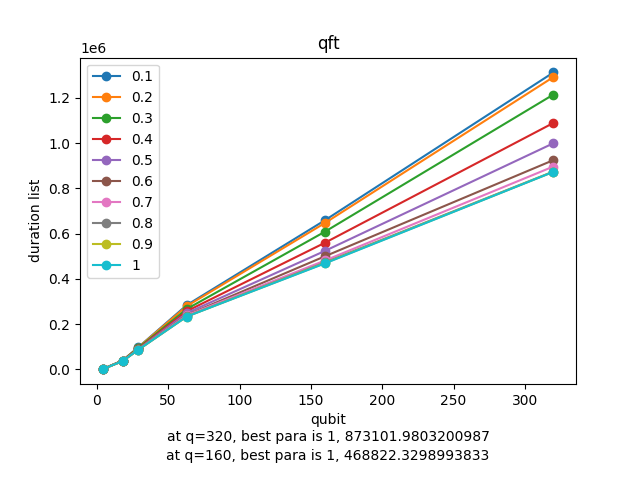 qft
1e6
0.1
0.2
0.3
0.4
0.5
0.6
0.7
0.8
0.9
1
duration list
1.2
1.0
0.8
0.6
0.4
0.2
0.0
0 50 100 150 200 250 300
qubit
at q=320, best para is 1, 873101.9803200987
at q=160, best para is 1, 468822.3298993833